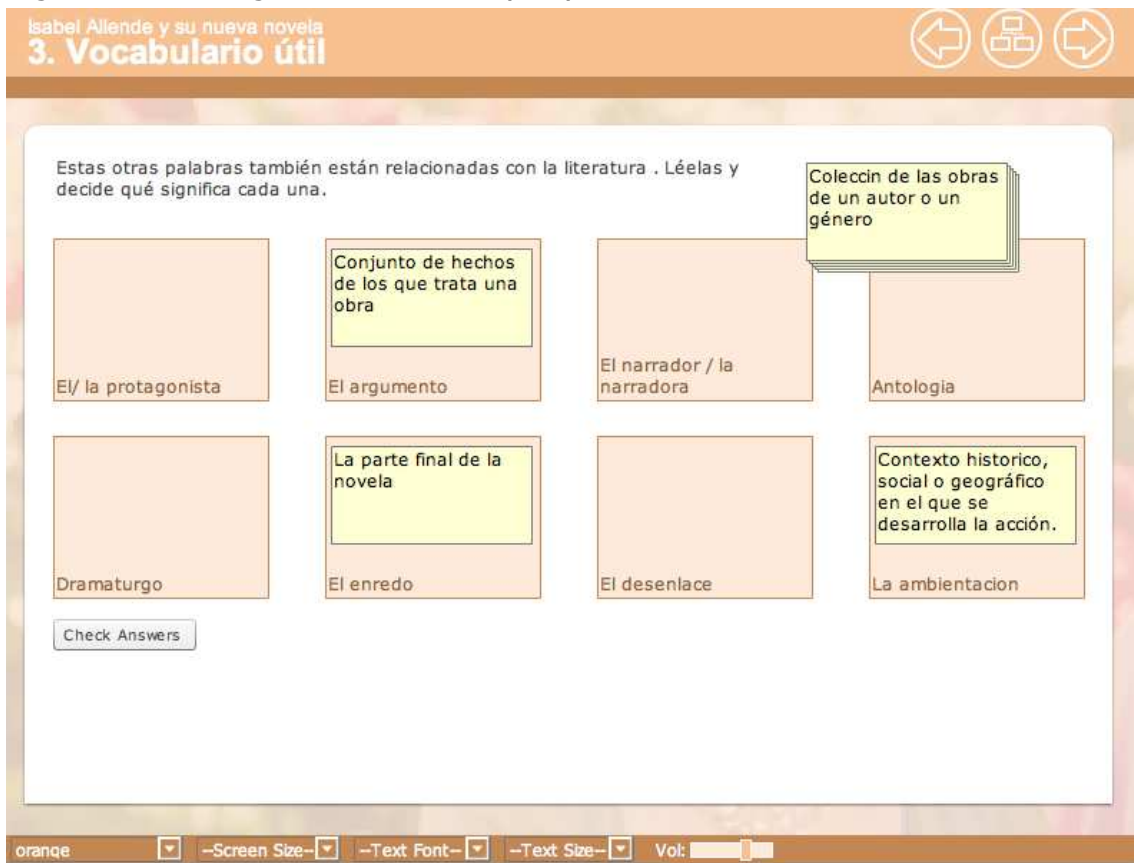 Isabel Allende y su nueva novela
3. Vocabulario útil
Estas otras palabras también están relacionadas con la literatura . Léelas y
decide qué significa cada una.
Coleccin de las obras
de un autor o un
género
El/ la protagonista
Conjunto de hechos
de los que trata una
obra
El argumento
El narrador / la
narradora
Antologia
Dramaturgo
La parte final de la
novela
El enredo
El desenlace
Contexto historico,
social o geográfico
en el que se
desarrolla la acción.
La ambientacion
Check Answers
orange
--Screen Size--
--Text Font--
--Text Size--
Vol: